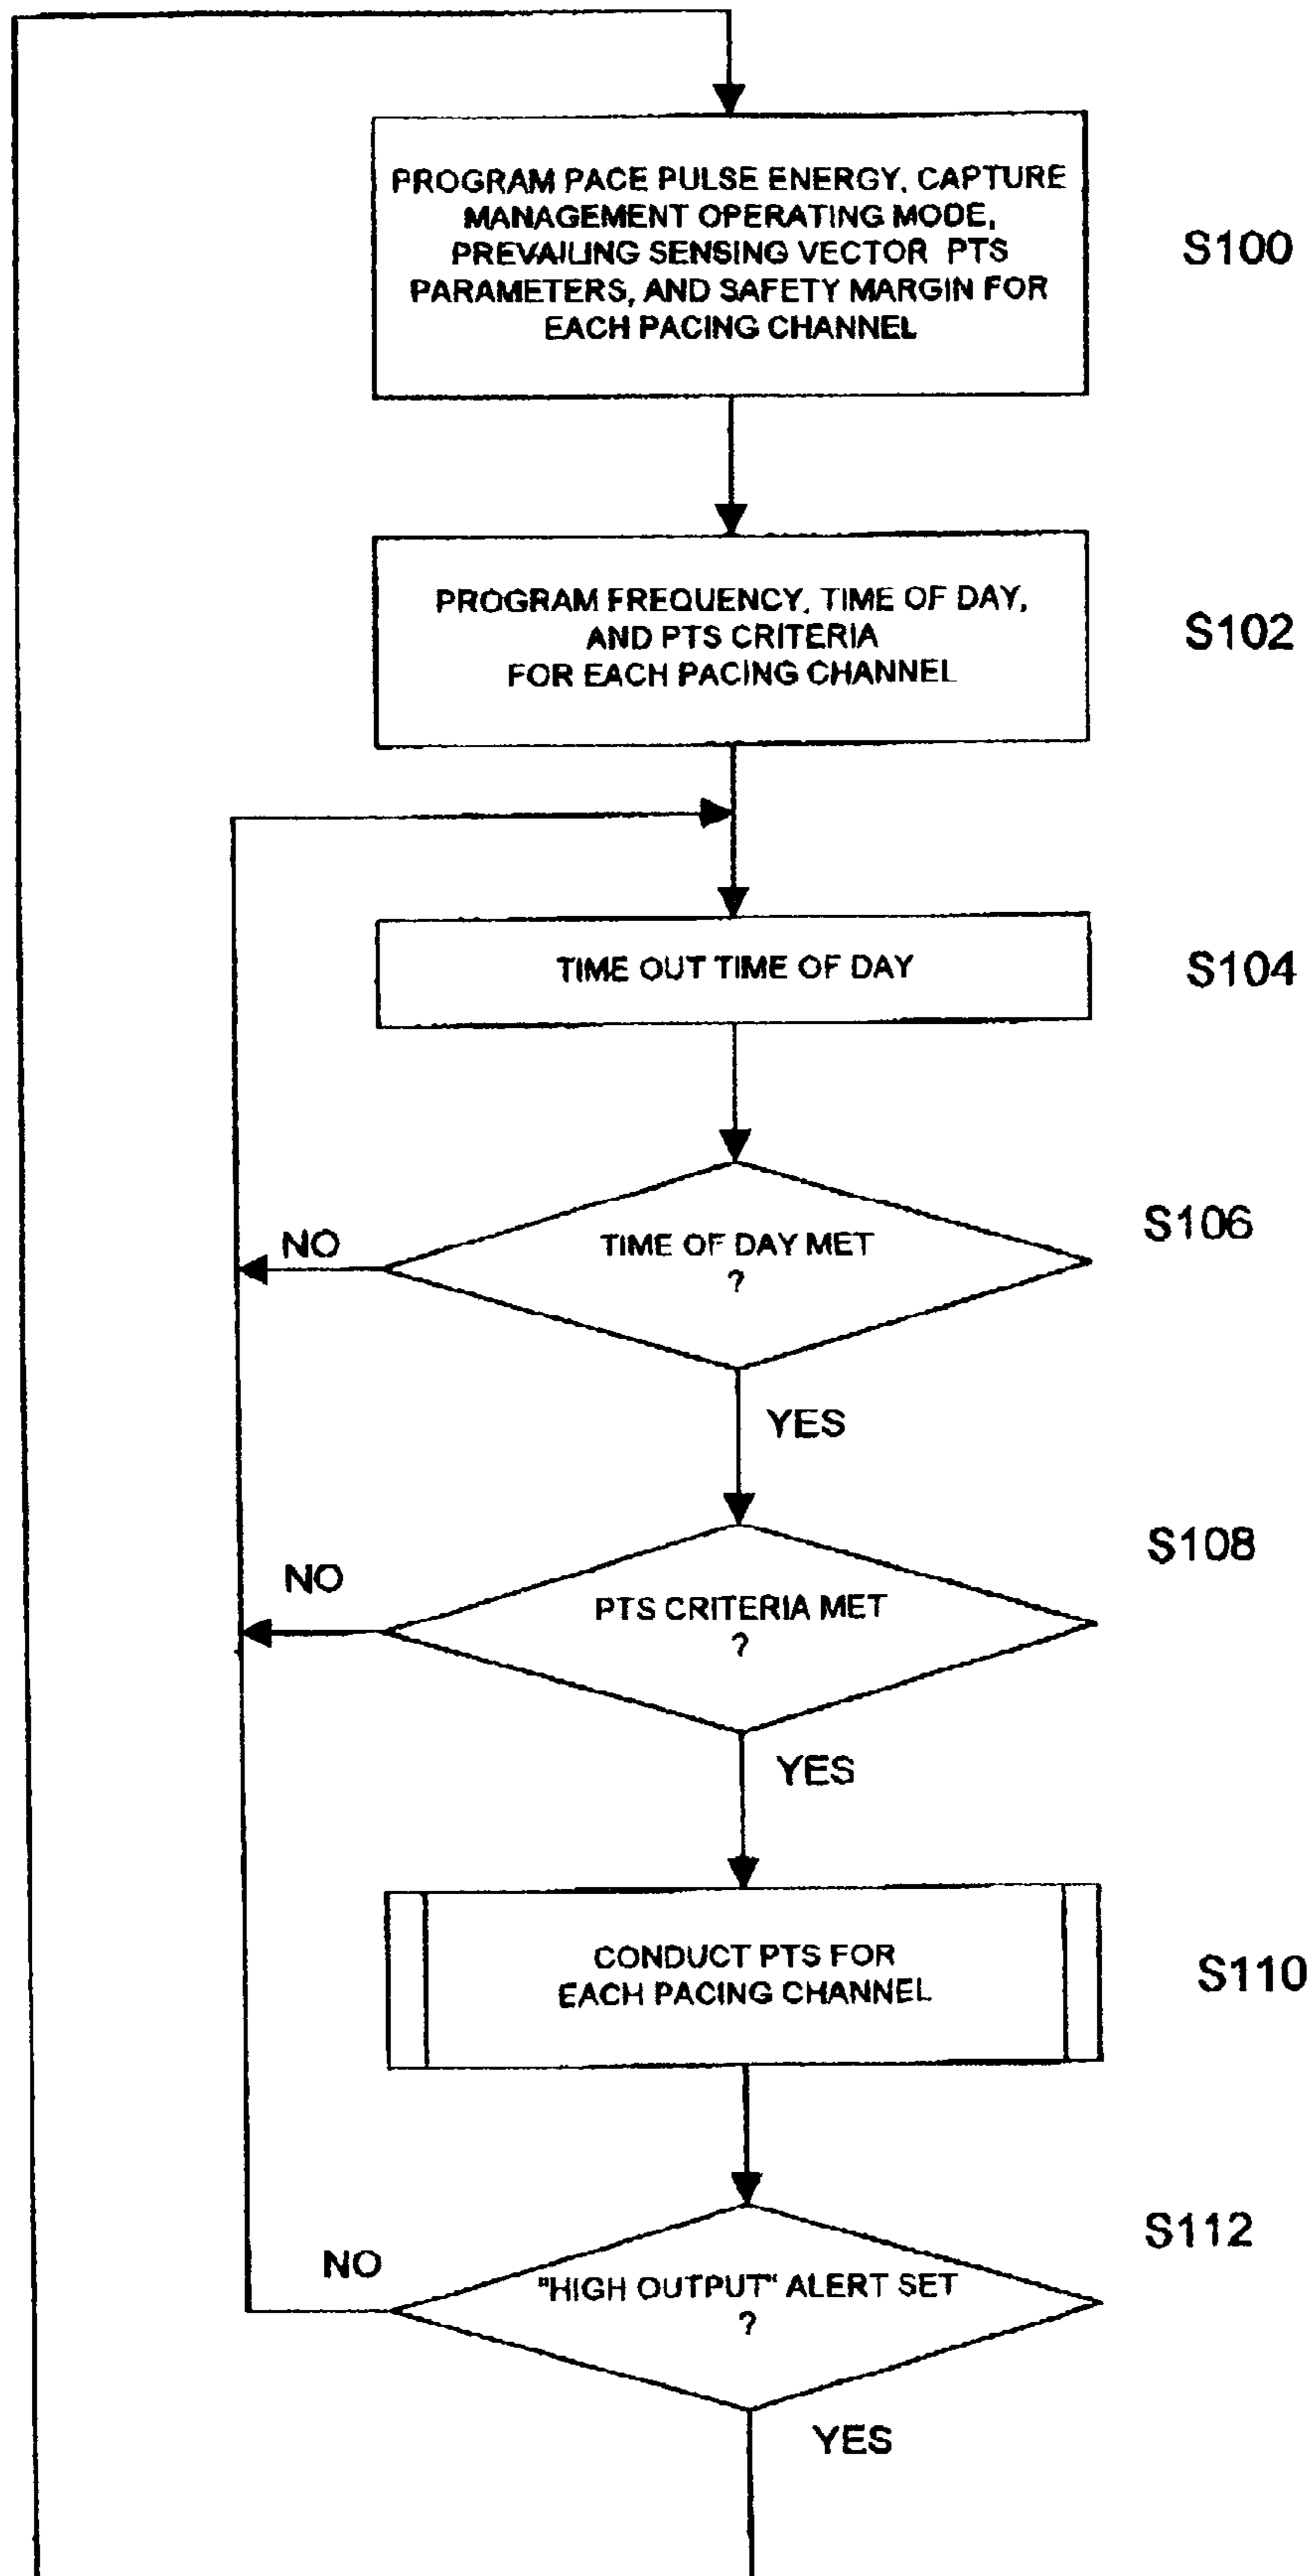 PROGRAM PACE PULSE ENERGY, CAPTURE
MANAGEMENT OPERATING MODE,
PREVAILING SENSING VECTOR PTS
PARAMETERS, AND SAFETY MARGIN FOR
EACH PACING CHANNEL
S100
PROGRAM FREQUENCY, TIME OF DAY,
AND PTS CRITERIA
FOR EACH PACING CHANNEL
S102
TIME OUT TIME OF DAY
S104
S106
NO
TIME OF DAY MET
?
YES
S108
NO
PTS CRITERIA MET
?
YES
CONDUCT PTS FOR
EACH PACING CHANNEL
S110
S112
NO
"HIGH OUTPUT" ALERT SET
?
YES